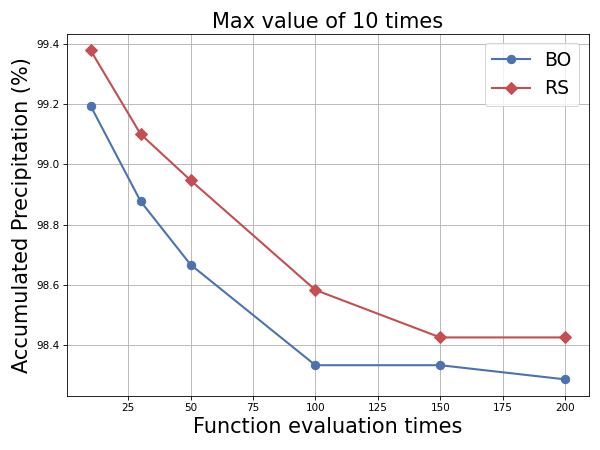 Max value of 10 times
Accumulated Precipitation (%)
99.4
99.2
99.0
98.8
98.6
98.4
BO
RS
25 50 75 100 125 150 175 200
Function evaluation times